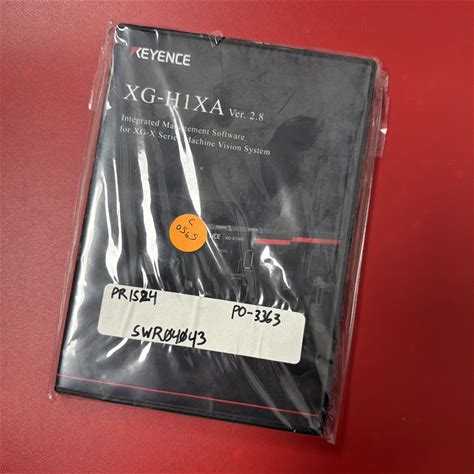 KEYENCE
XG-H1XA Ver. 2.8
Integrated Management Software
for XG-X Series Machine Vision System
KEYENCE
PR1524
PO-3363
SWR04043